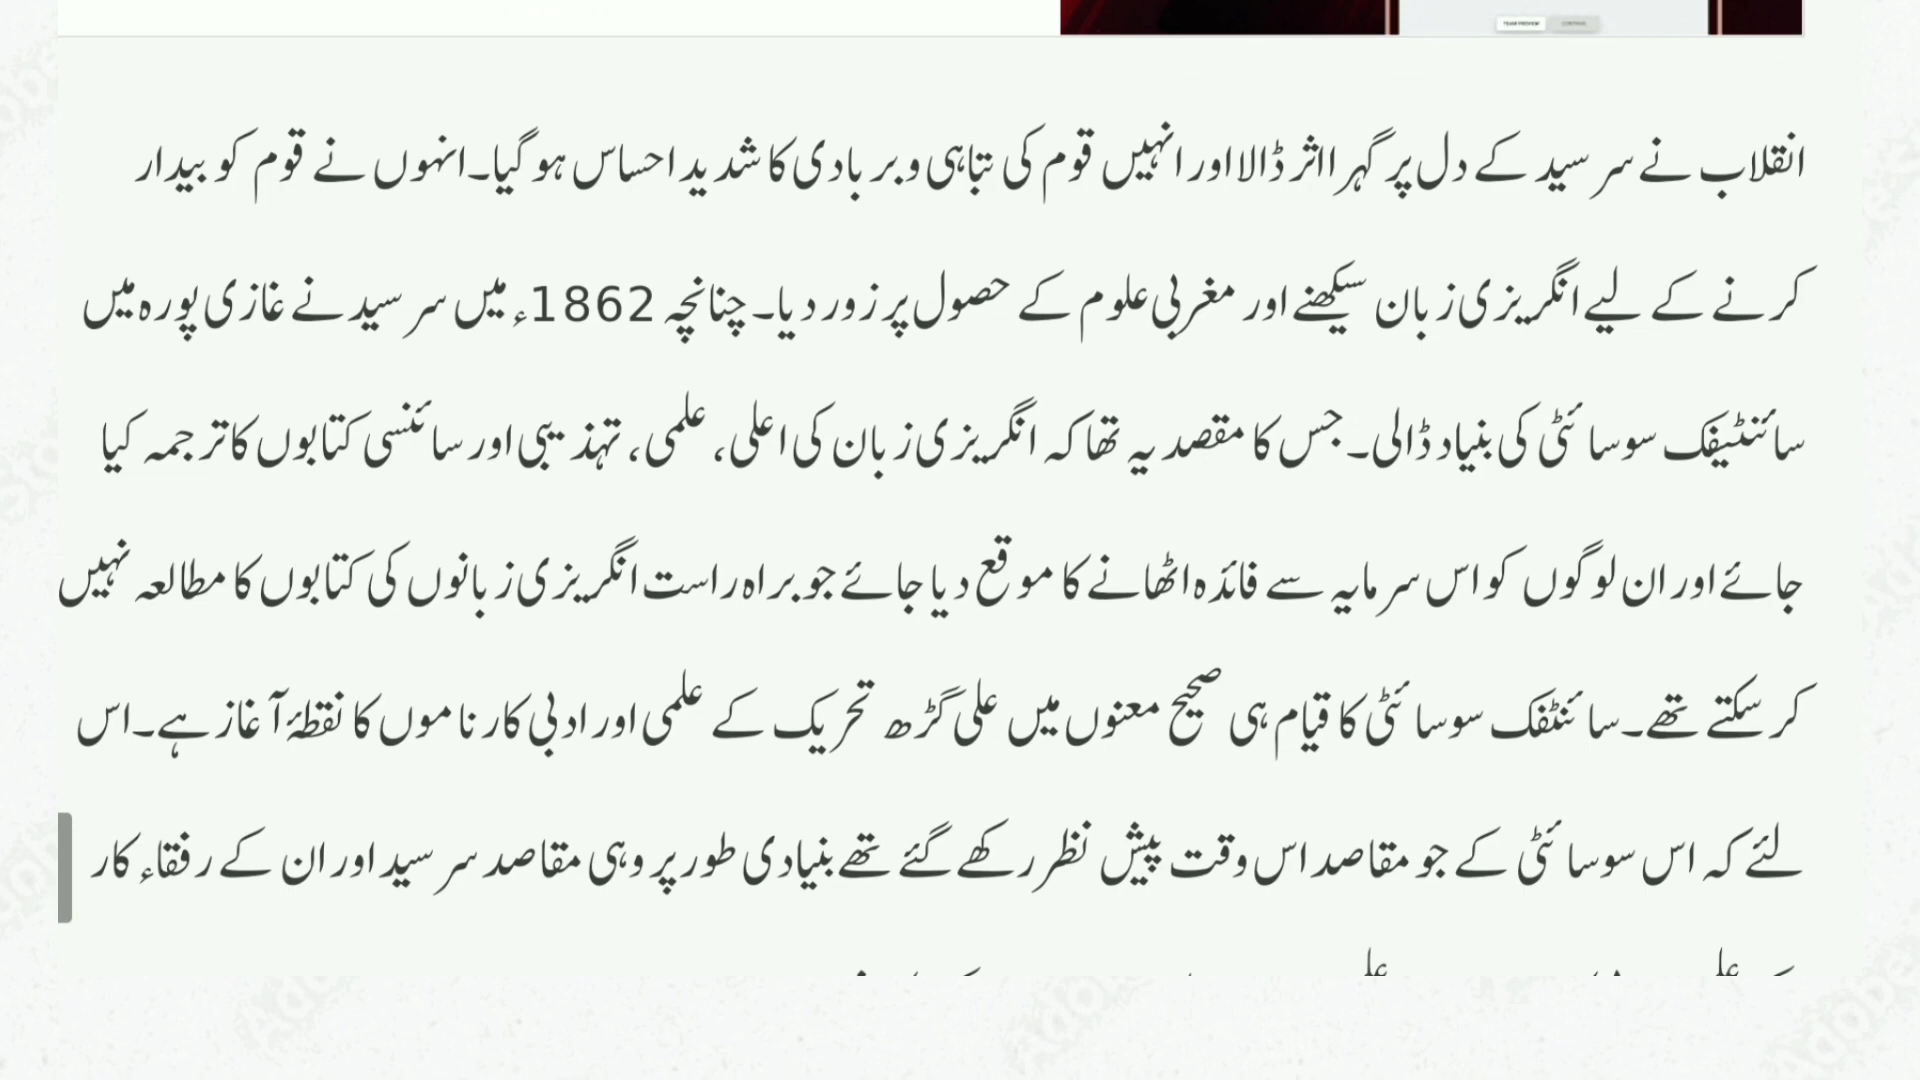 TEAM PREVIEW CONTINUE
انقلاب نے سر سید کے دل پر گہرا اثر ڈالا اور انہیں قوم کی تباہی و بربادی کا شدید احساس ہو گیا۔ انہوں نے قوم کو بیدار
کرنے کے لیے انگریزی زبان سیکھنے اور مغربی علوم کے حصول پر زور دیا۔ چنانچہ 1862ء میں سر سید نے غازی پورہ میں
سائنٹیفک سوسائٹی کی بنیاد ڈالی۔ جس کا مقصد یہ تھا کہ انگریزی زبان کی اعلی، علمی، تہذیبی اور سائنسی کتابوں کا ترجمہ کیا
جائے اور ان لوگوں کو اس سرمایہ سے فائدہ اٹھانے کا موقع دیا جائے جو براہ راست انگریزی زبانوں کی کتابوں کا مطالعہ نہیں
کر سکتے تھے۔ سائنٹفک سوسائٹی کا قیام ہی صحیح معنوں میں علی گڑھ تحریک کے علمی اور ادبی کارناموں کا نقطۂ آغاز ہے۔ اس
لئے کہ اس سوسائٹی کے جو مقاصد اس وقت پیش نظر رکھے گئے تھے بنیادی طور پر وہی مقاصد سر سید اور ان کے رفقاء کار